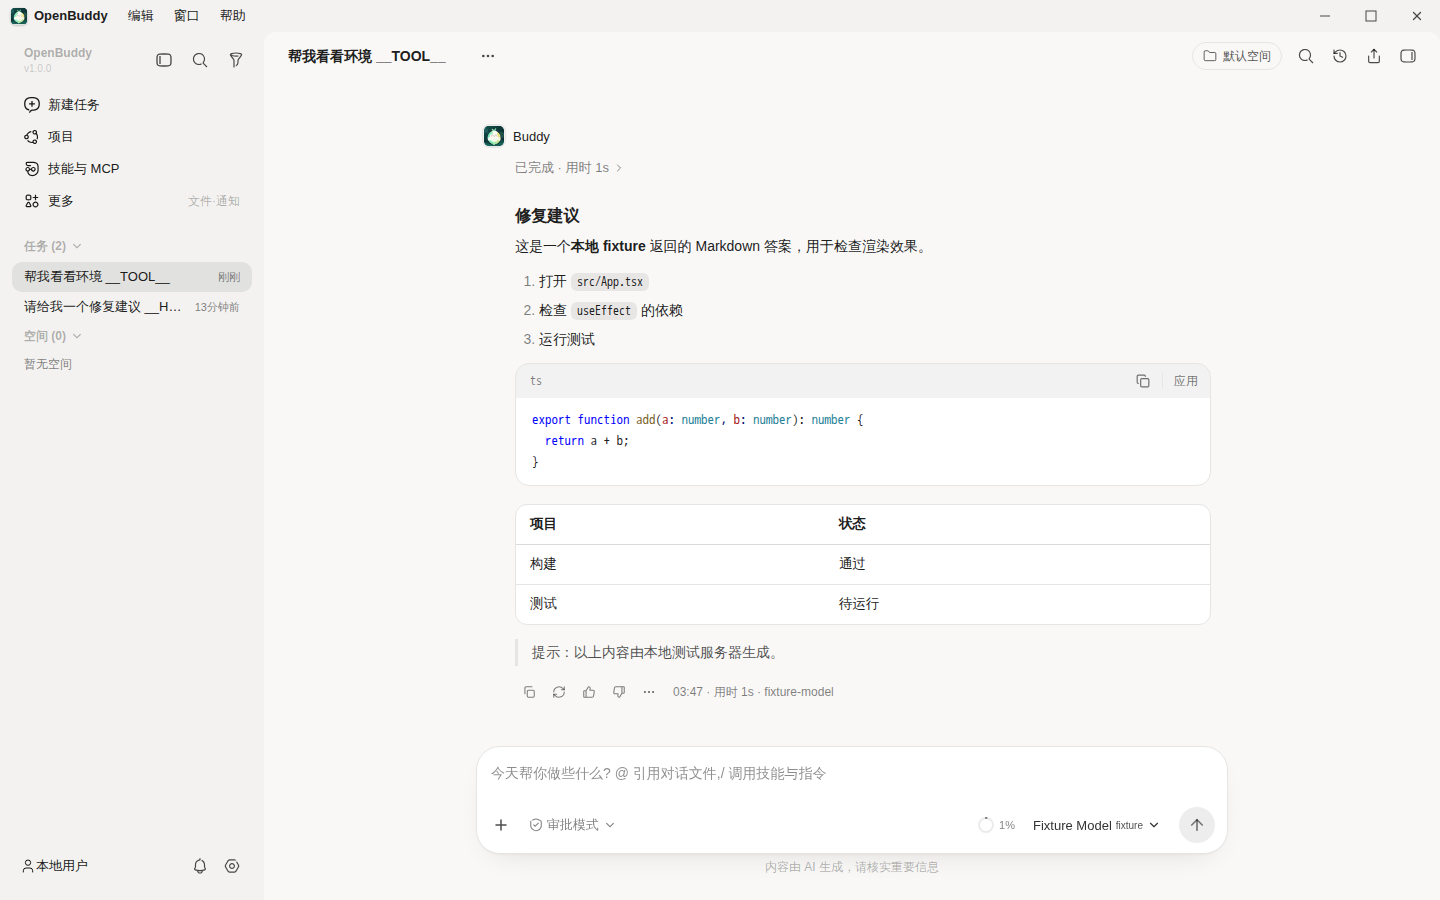 OpenBuddy 编辑 窗口 帮助
OpenBuddy
v1.0.0
新建任务
项目
技能与 MCP
更多 文件·通知
任务 (2)
帮我看看环境 __TOOL__ 刚刚
请给我一个修复建议 __H… 13分钟前
空间 (0)
暂无空间
本地用户
帮我看看环境 __TOOL__
默认空间
Buddy
已完成 · 用时 1s
修复建议
这是一个本地 fixture 返回的 Markdown 答案，用于检查渲染效果。
1. 打开 src/App.tsx
2. 检查 useEffect 的依赖
3. 运行测试
ts 应用
export function add(a: number, b: number): number {
return a + b;
}
项目 状态
构建 通过
测试 待运行
提示：以上内容由本地测试服务器生成。
03:47 · 用时 1s · fixture-model
今天帮你做些什么? @ 引用对话文件,/ 调用技能与指令
审批模式 1% Fixture Model fixture
内容由 AI 生成，请核实重要信息